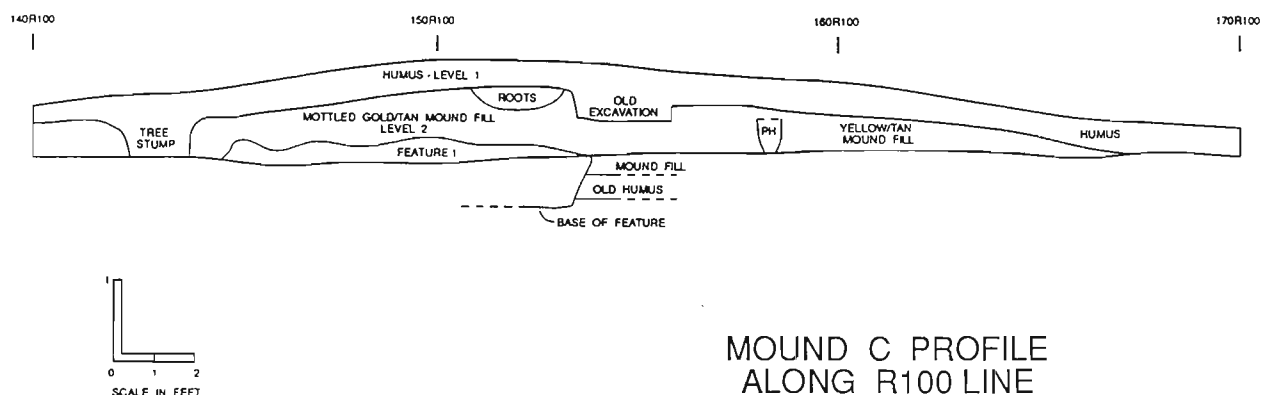 140R100
150R100
160R100
170R100
HUMUS - LEVEL 1
ROOTS
OLD
EXCAVATION
MOTTLED GOLD/TAN MOUND FILL
LEVEL 2
TREE
STUMP
PH
YELLOW/TAN
MOUND FILL
HUMUS
FEATURE 1
MOUND FILL
OLD HUMUS
BASE OF FEATURE
1
0 1 2
SCALE IN FEET
MOUND C PROFILE
ALONG R100 LINE